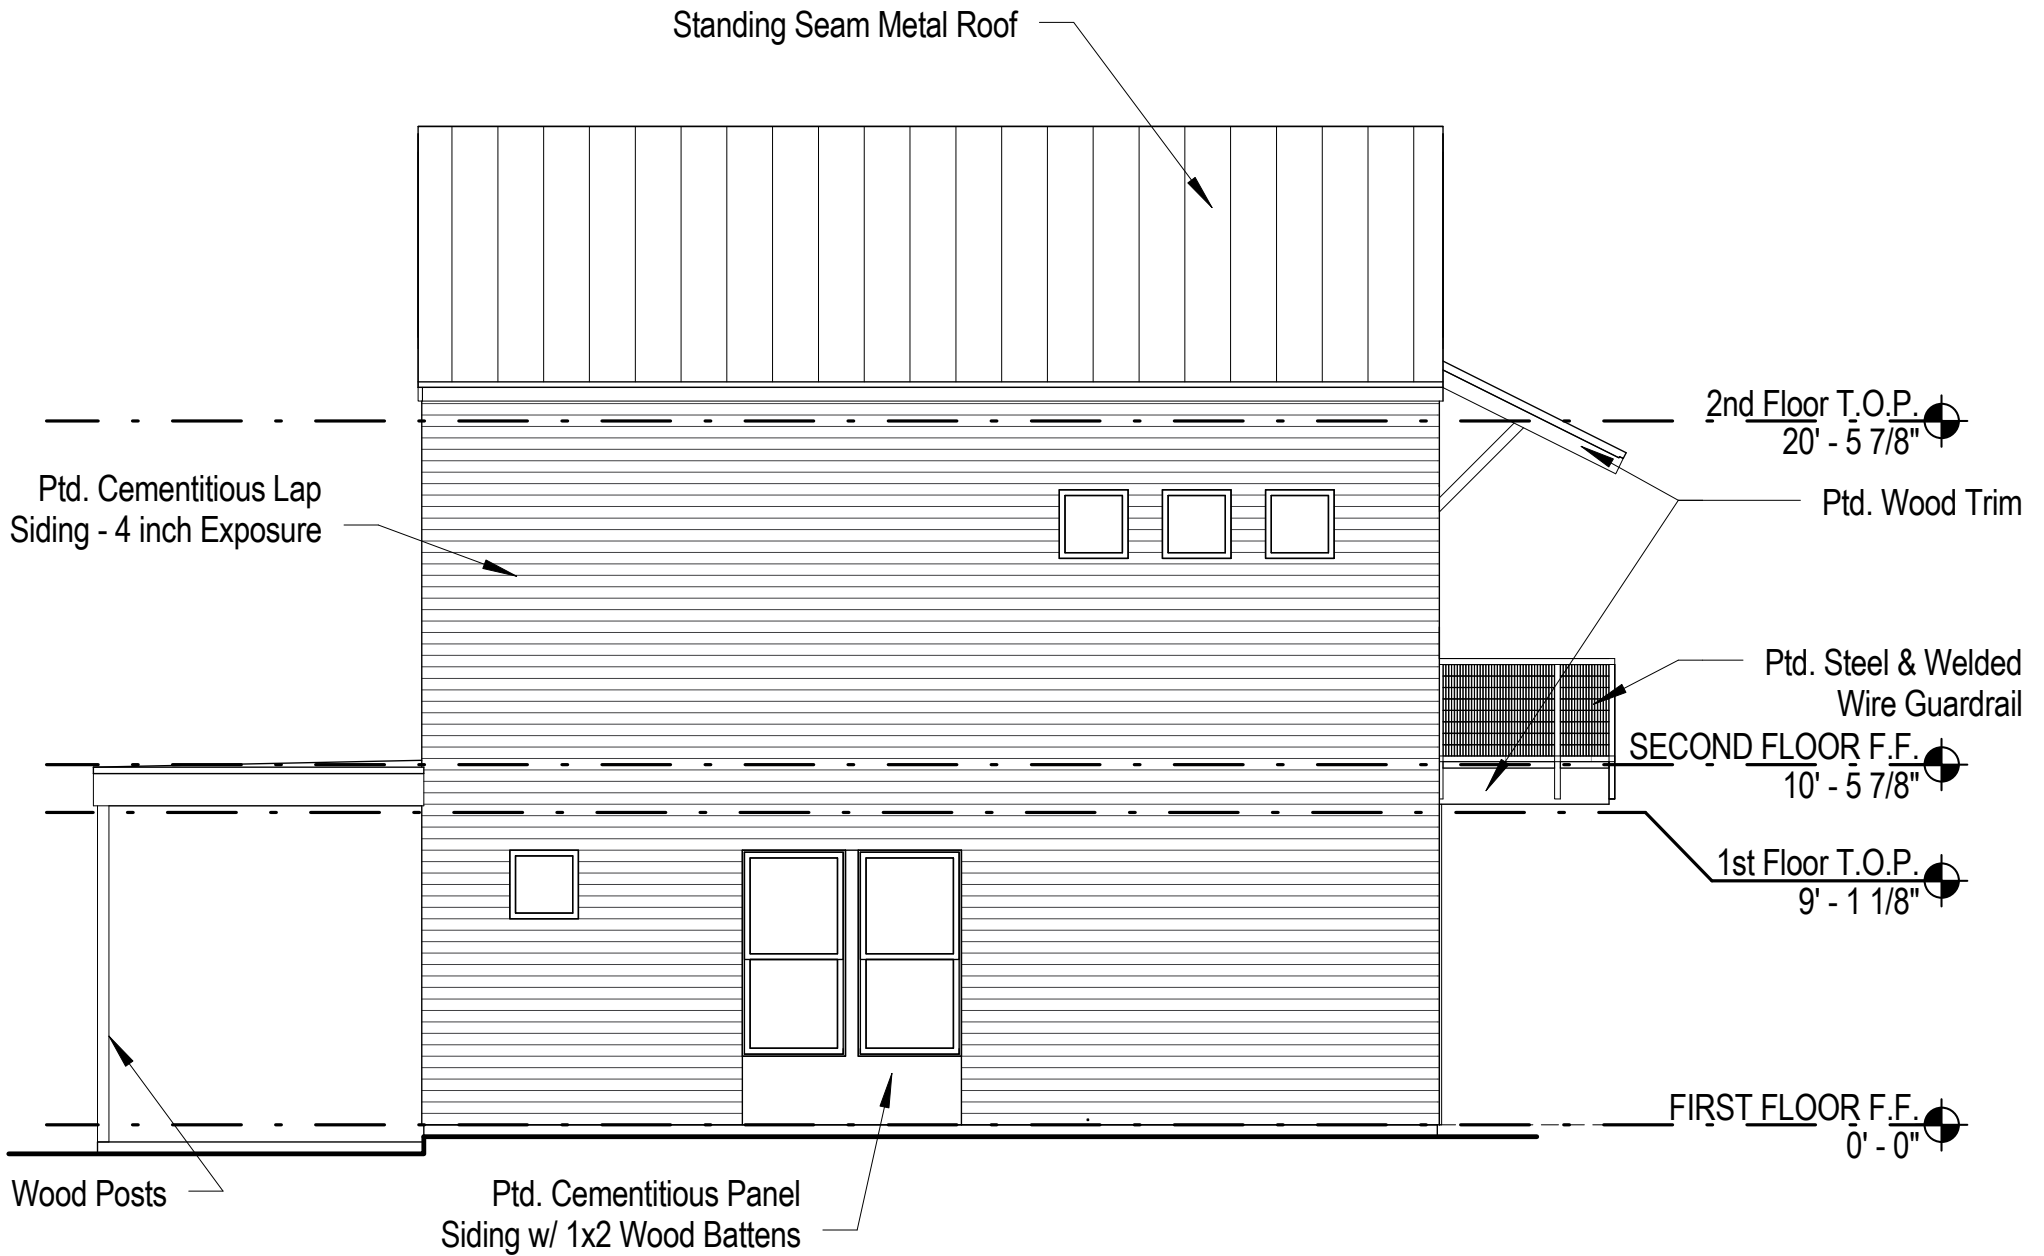 Standing Seam Metal Roof
2nd Floor T.O.P.
20' - 5 7/8"
Ptd. Cementitious Lap
Siding - 4 inch Exposure
Ptd. Wood Trim
Ptd. Steel & Welded
Wire Guardrail
SECOND FLOOR F.F.
10' - 5 7/8"
1st Floor T.O.P.
9' - 1 1/8"
FIRST FLOOR F.F.
0' - 0"
Wood Posts
Ptd. Cementitious Panel
Siding w/ 1x2 Wood Battens